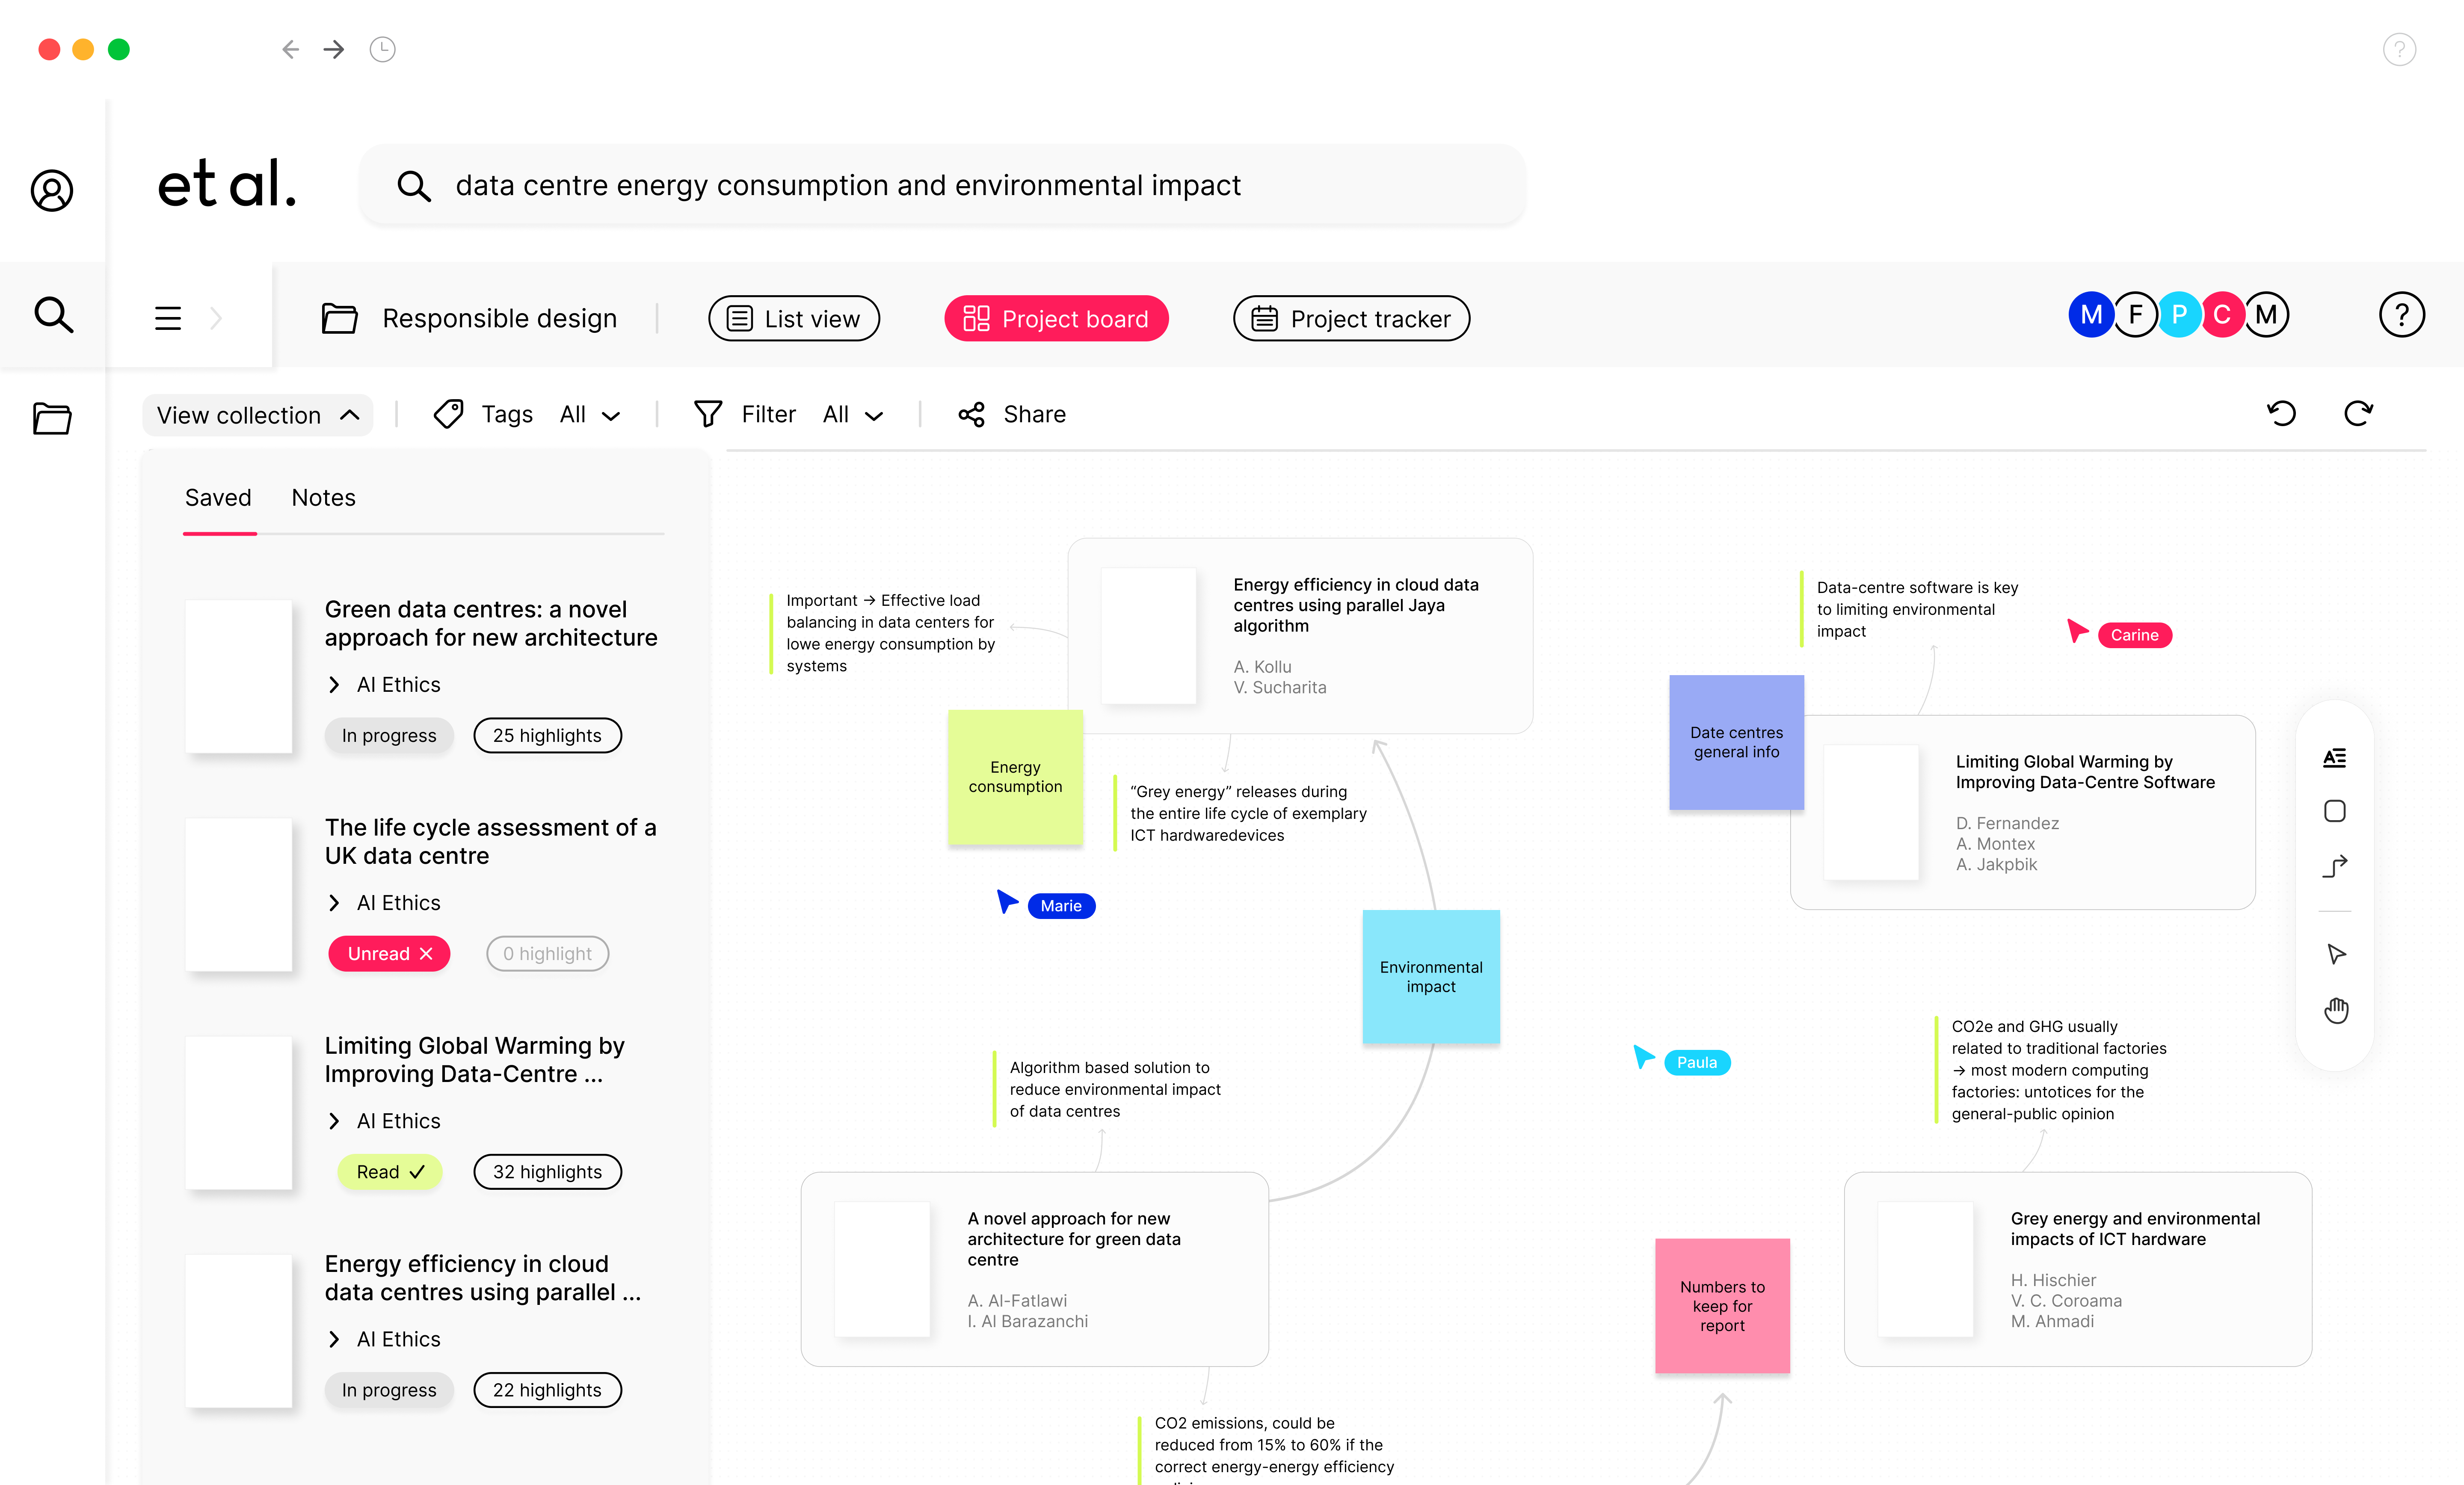 et al.
data centre energy consumption and environmental impact
Responsible design
List view
Project board
Project tracker
M
F
P
C
M
?
?
View collection
Tags
All
Filter
All
Share
Saved
Notes
Green data centres: a novel
approach for new architecture
AI Ethics
In progress
25 highlights
The life cycle assessment of a
UK data centre
AI Ethics
Unread
0 highlight
Limiting Global Warming by
Improving Data-Centre ...
AI Ethics
Read
32 highlights
Energy efficiency in cloud
data centres using parallel ...
AI Ethics
In progress
22 highlights
Important → Effective load
balancing in data centers for
lowe energy consumption by
systems
Energy efficiency in cloud data
centres using parallel Jaya
algorithm
A. Kollu
V. Sucharita
Energy
consumption
“Grey energy” releases during
the entire life cycle of exemplary
ICT hardwaredevices
Marie
Environmental
impact
Algorithm based solution to
reduce environmental impact
of data centres
A novel approach for new
architecture for green data
centre
A. Al-Fatlawi
I. Al Barazanchi
CO2 emissions, could be
reduced from 15% to 60% if the
correct energy-energy efficiency
Data-centre software is key
to limiting environmental
impact
Carine
Date centres
general info
Limiting Global Warming by
Improving Data-Centre Software
D. Fernandez
A. Montex
A. Jakpbik
Paula
CO2e and GHG usually
related to traditional factories
→ most modern computing
factories: untotices for the
general-public opinion
Numbers to
keep for
report
Grey energy and environmental
impacts of ICT hardware
H. Hischier
V. C. Coroama
M. Ahmadi
A